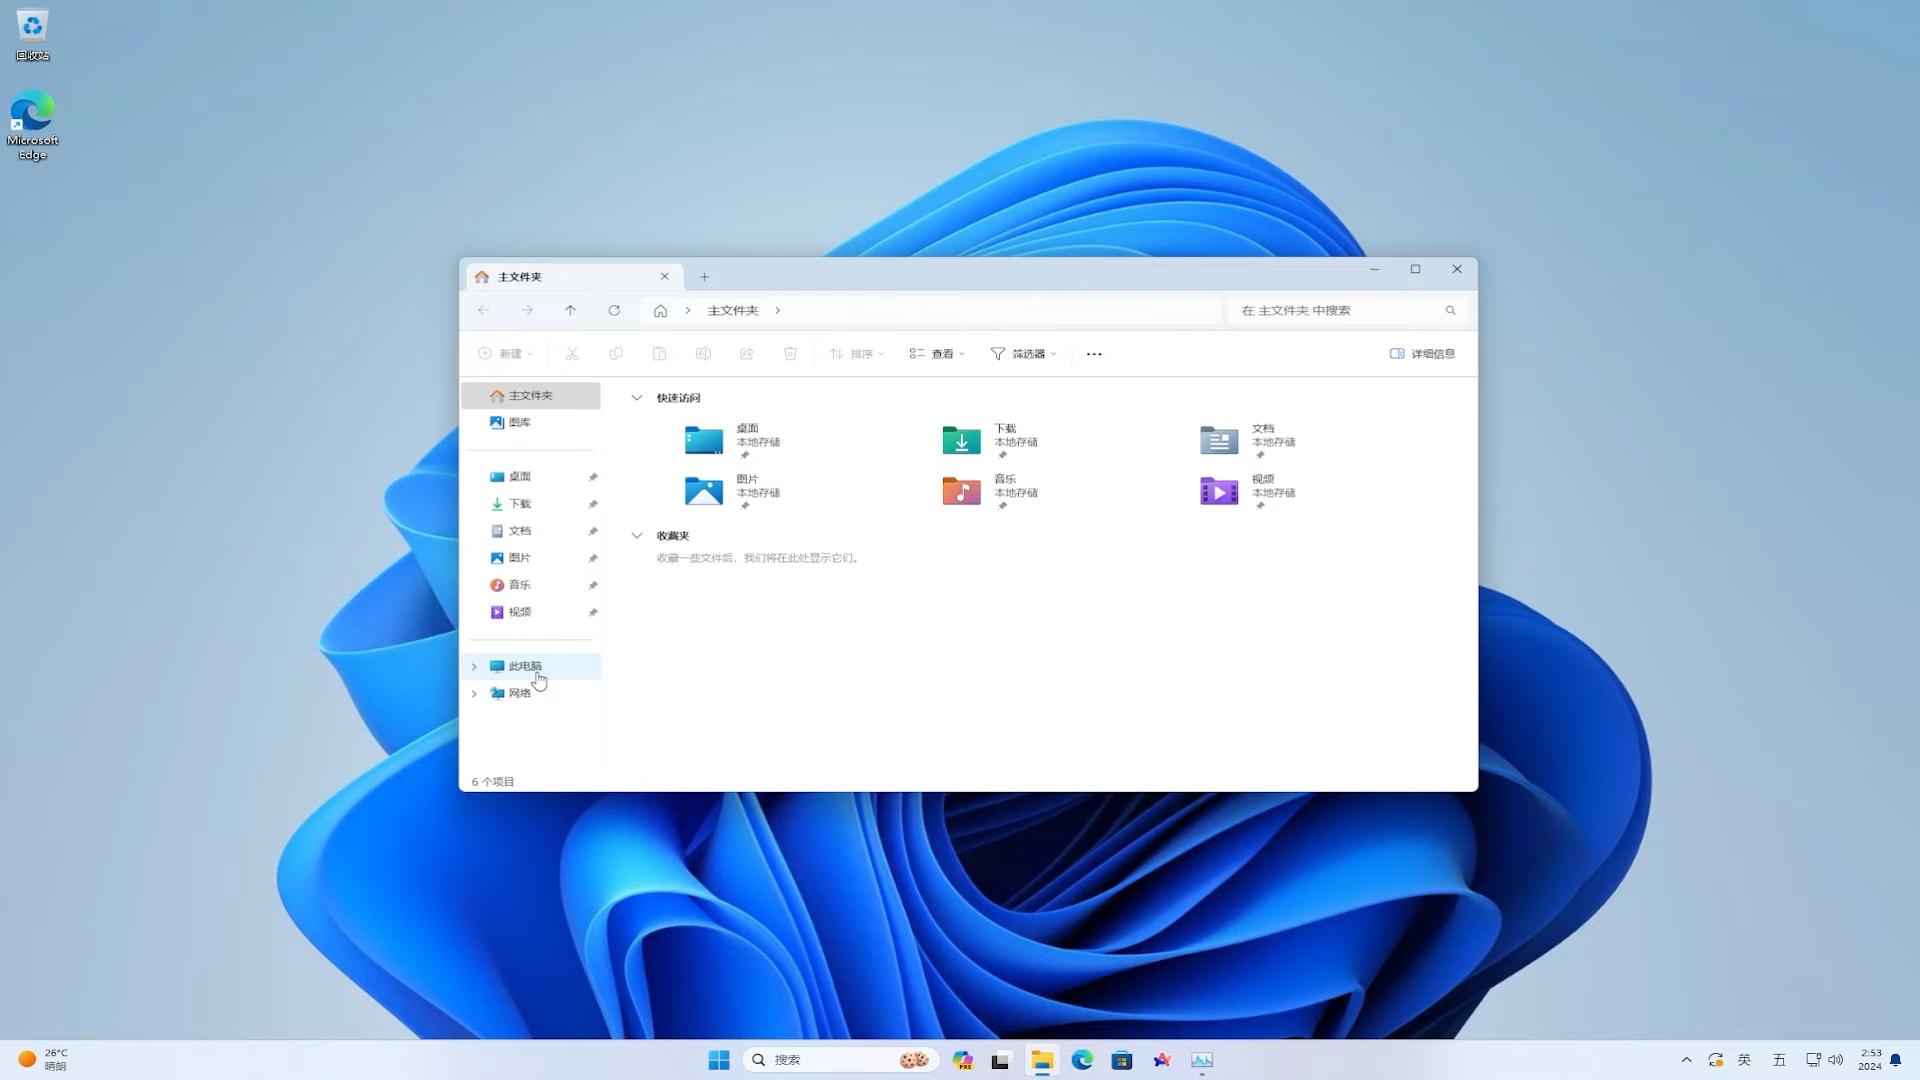 回收站
Microsoft
Edge
主文件夹
主文件夹
在 主文件夹 中搜索
新建
排序
查看
筛选器
详细信息
主文件夹
图库
桌面
下载
文档
图片
音乐
视频
此电脑
网络
快速访问
桌面
本地存储
下载
本地存储
文档
本地存储
图片
本地存储
音乐
本地存储
视频
本地存储
收藏夹
收藏一些文件后，我们将在此处显示它们。
6 个项目
26°C
晴朗
搜索
PRE
英
五
2:53
2024